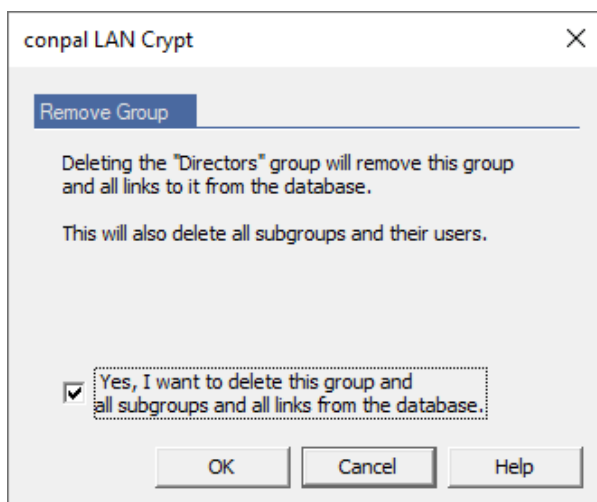 conpal LAN Crypt
Remove Group
Deleting the "Directors" group will remove this group
and all links to it from the database.
This will also delete all subgroups and their users.
Yes, I want to delete this group and
all subgroups and all links from the database.
OK
Cancel
Help